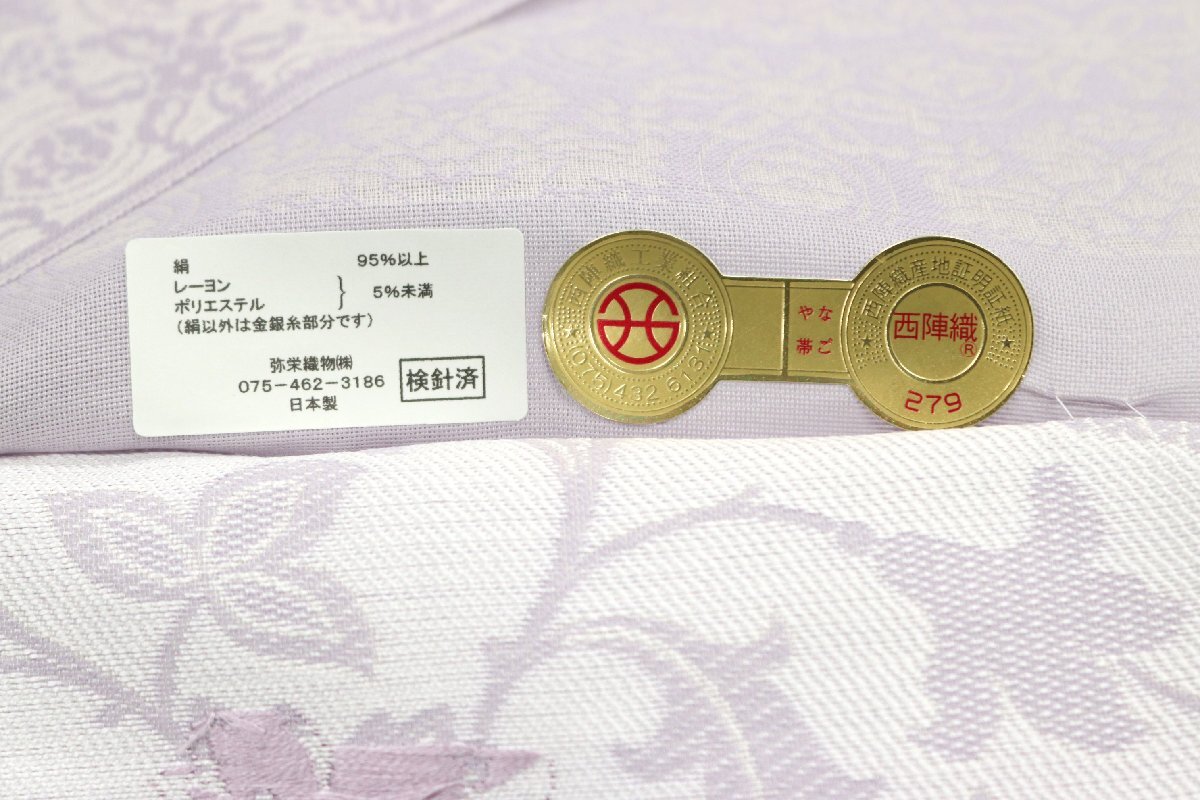 絹 95%以上
レーヨン
ポリエステル } 5%未満
(絹以外は金銀糸部分です)
弥栄織物㈱
075-462-3186
日本製
検針済
西陣織工業組合
(075)432 6131
なご
や帯
西陣織産地証明証紙
西陣織
®
279